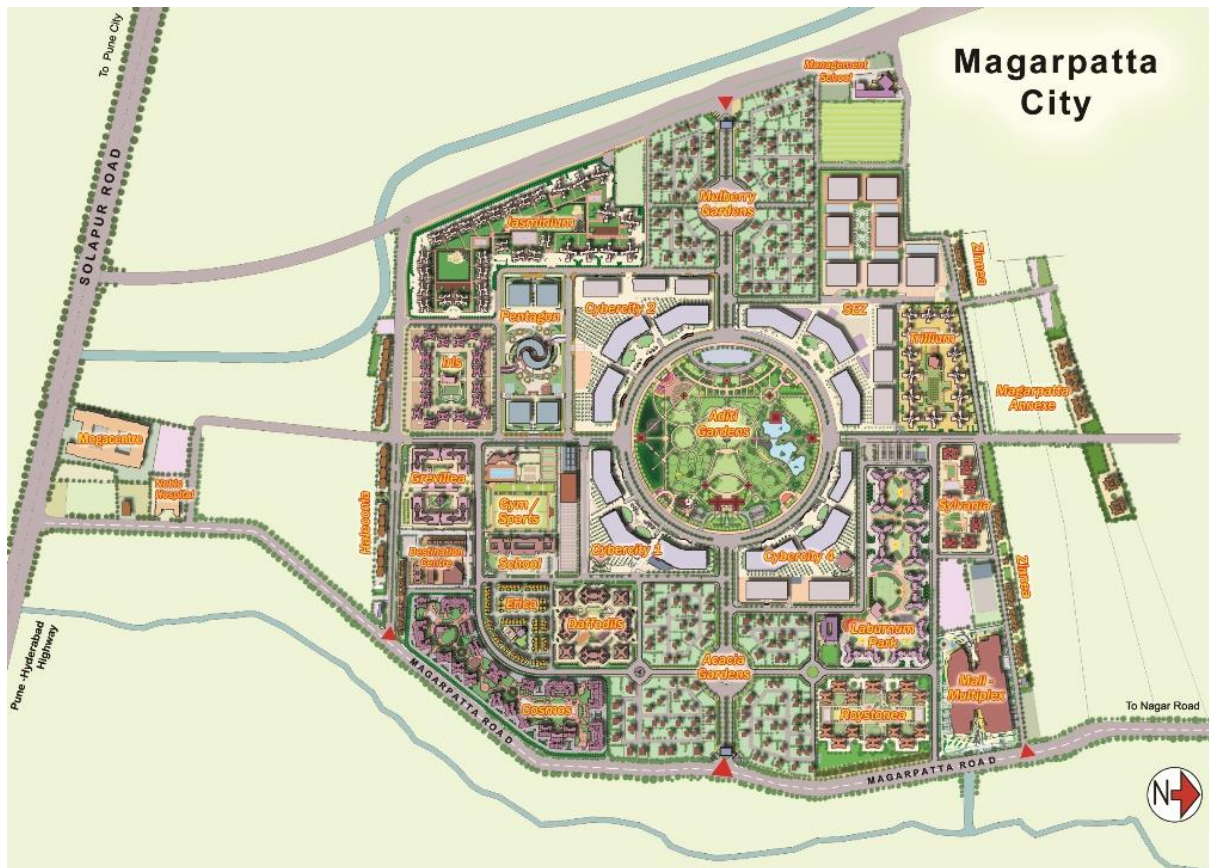 Magarpatta
City
To Pune City
SOLAPUR ROAD
Management
School
Mulberry
Gardens
Jasminium
Zinnea
Pentagon
Cybercity 2
SEZ
Trillium
Iris
Magarpatta
Annexe
Aditi
Gardens
Megacentre
Noble
Hospital
Grevillea
Gym /
Sports
Sylvania
Haleconia
Destination
Centre
School
Cybercity 1
Cybercity 4
Zinnea
Erica
Daffodils
Laburnum
Park
Acacia
Gardens
Mall -
Multiplex
Cosmos
Roystonea
Pune -Hyderabad
Highway
MAGARPATTA ROAD
To Nagar Road
MAGARPATTA ROAD
N